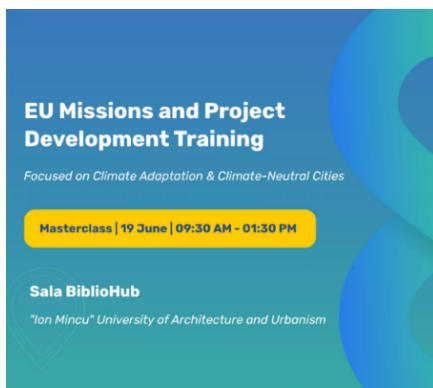 EU Missions and Project
Development Training
Focused on Climate Adaptation & Climate-Neutral Cities
Masterclass | 19 June | 09:30 AM - 01:30 PM
Sala BiblioHub
"Ion Mincu" University of Architecture and Urbanism